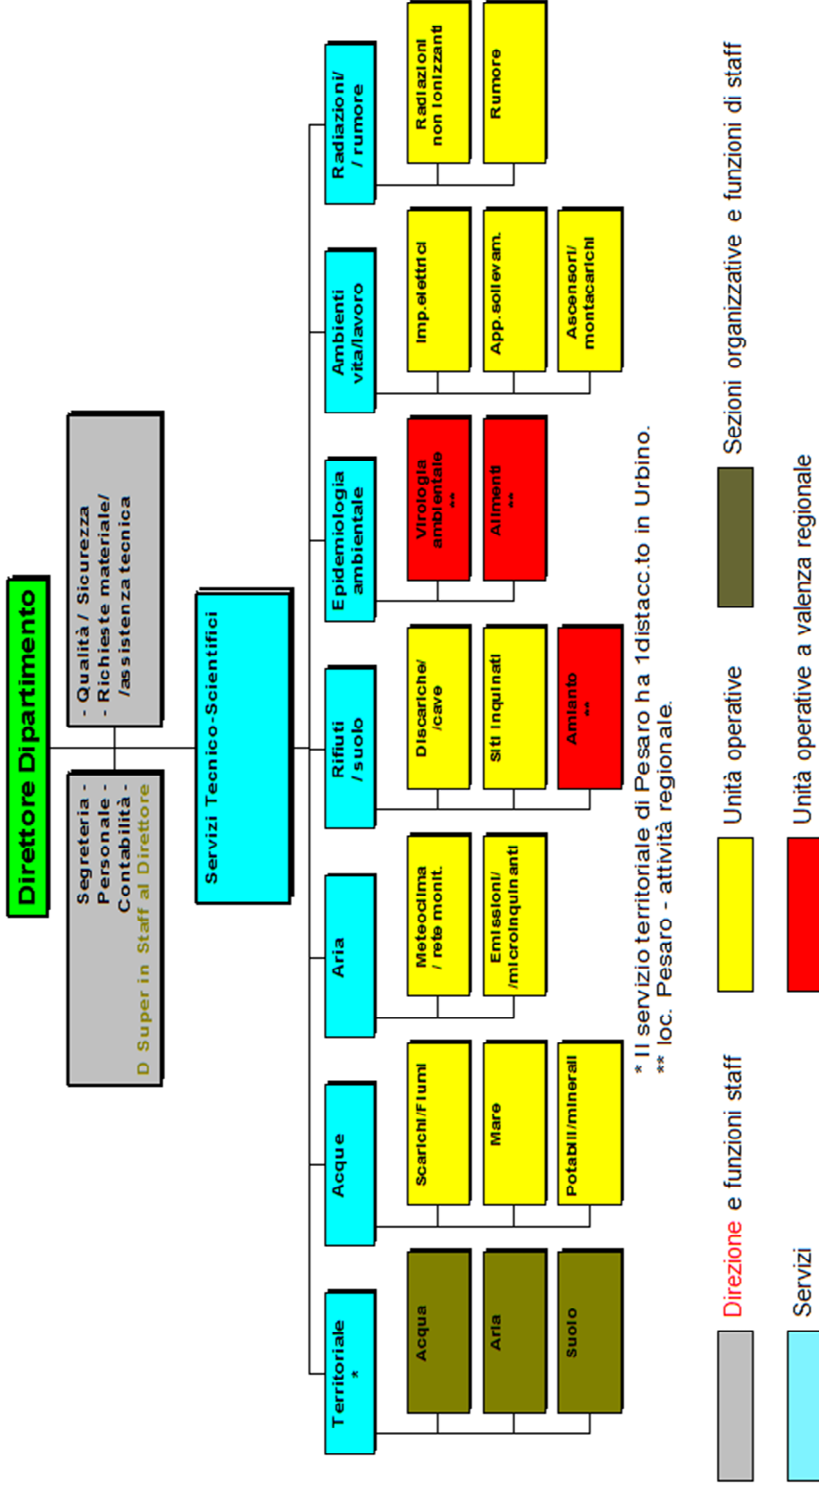 Direttore Dipartimento
Segreteria -
Personale -
Contabilità -
D Super in Staff al Direttore
- Qualità / Sicurezza
- Richieste materiale/
/assistenza tecnica
Servizi Tecnico-Scientifici
Territoriale
*
Acque
Aria
Rifiuti
/ suolo
Epidemiologia
ambientale
Ambienti
vita/lavoro
Radiazioni/
/ rumore
Acqua
Aria
suolo
Scarichi/Fiumi
Mare
Potabili/minerali
Meteoclima
/ rete monit.
Emissioni/
/microinquinanti
Discariche/
/cave
Siti inquinati
Amianto
**
Virologia
ambientale
**
Alimenti
**
Imp.elettrici
App.sollevam.
Ascensori/
montacarichi
Radiazioni
non ionizzanti
Rumore
* Il servizio territoriale di Pesaro ha 1distacc.to in Urbino.
** loc. Pesaro - attività regionale.
Direzione e funzioni staff
Unità operative
Sezioni organizzative e funzioni di staff
Servizi
Unità operative a valenza regionale